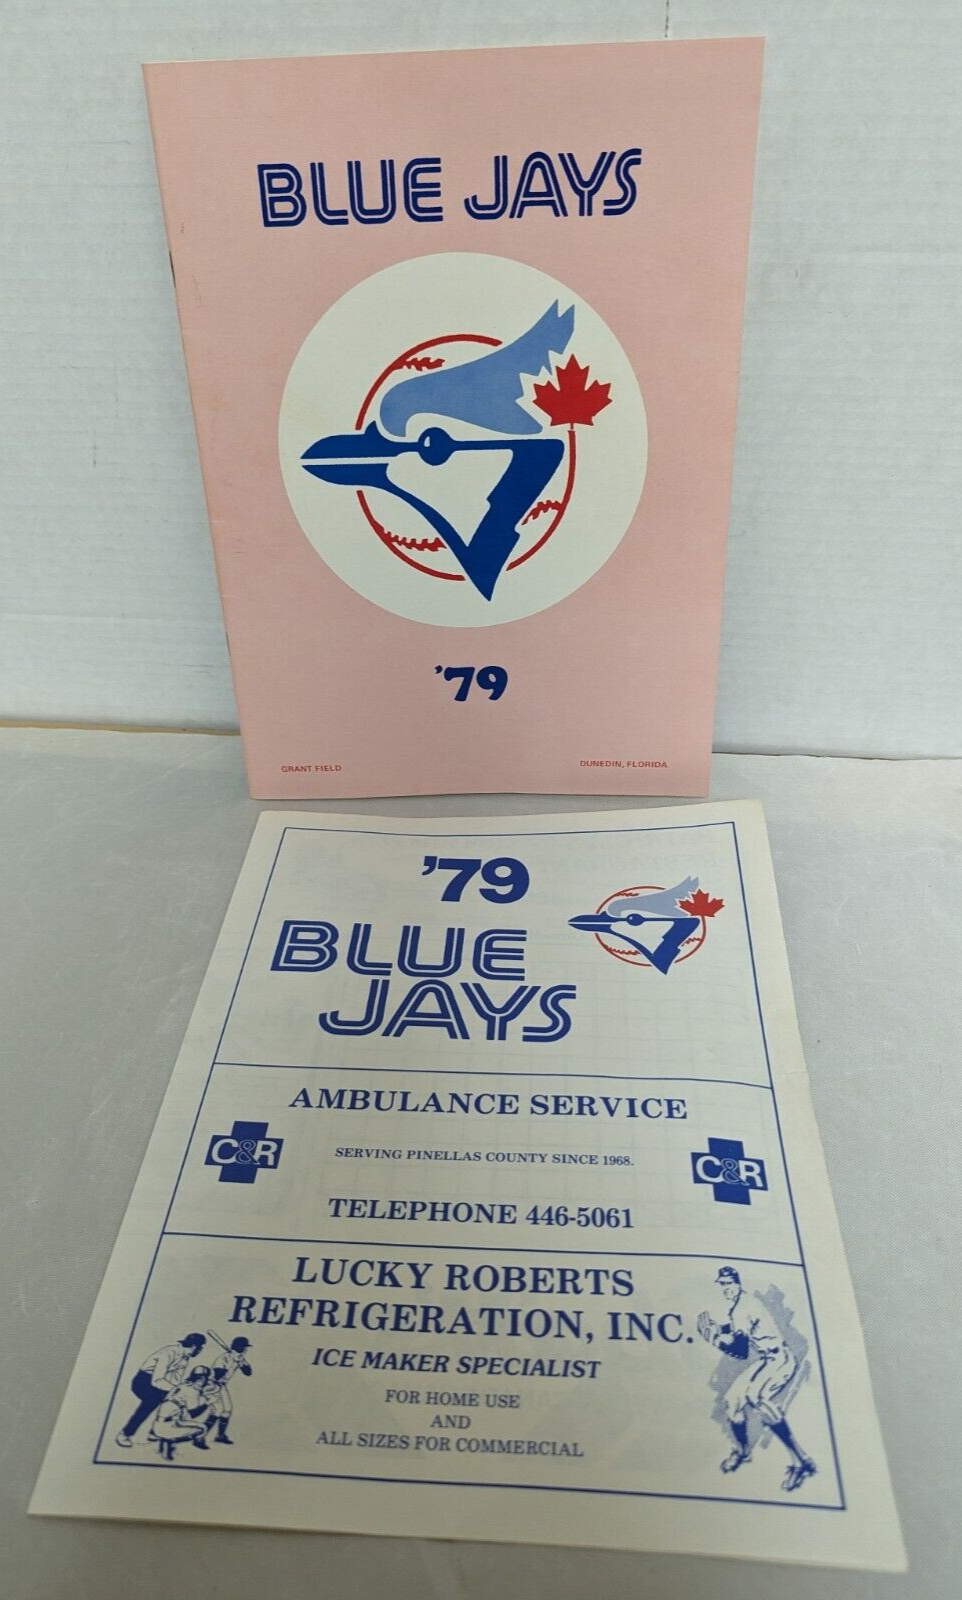 BLUE JAYS
'79
GRANT FIELD
DUNEDIN, FLORIDA
'79
BLUE
JAYS
AMBULANCE SERVICE
C&R
SERVING PINELLAS COUNTY SINCE 1968.
C&R
TELEPHONE 446-5061
LUCKY ROBERTS
REFRIGERATION, INC.
ICE MAKER SPECIALIST
FOR HOME USE
AND
ALL SIZES FOR COMMERCIAL